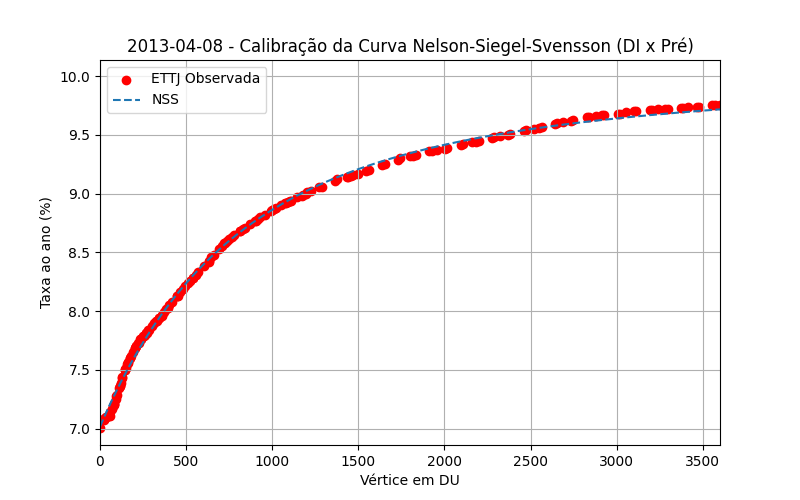 2013-04-08 - Calibração da Curva Nelson-Siegel-Svensson (DI x Pré)
ETTJ Observada
NSS
Taxa ao ano (%)
10.0
9.5
9.0
8.5
8.0
7.5
7.0
0 500 1000 1500 2000 2500 3000 3500
Vértice em DU